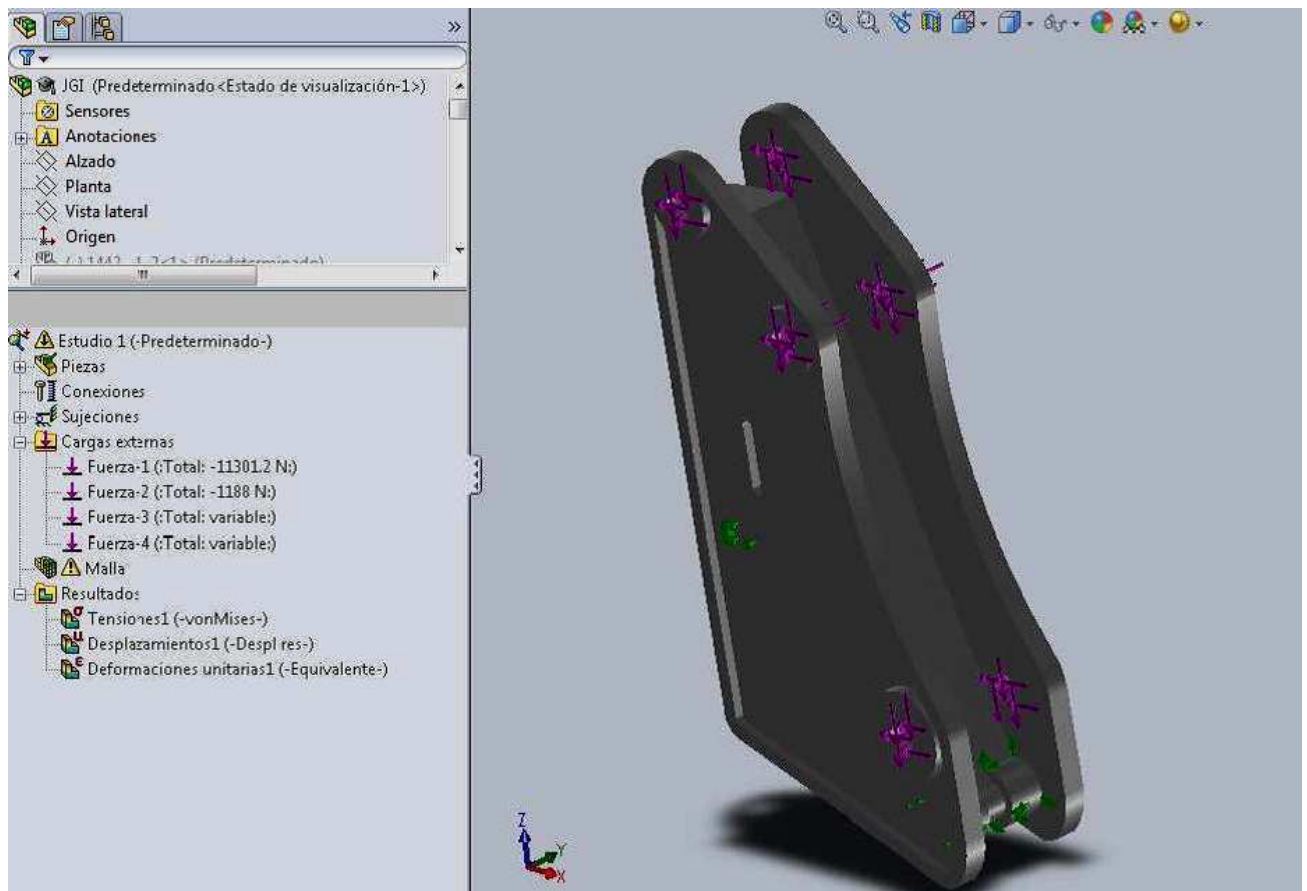 »
JGI (Predeterminado<Estado de visualización-1>)
Sensores
Anotaciones
Alzado
Planta
Vista lateral
Origen
Estudio 1 (-Predeterminado-)
Piezas
Conexiones
Sujeciones
Cargas externas
Fuerza-1 (:Total: -11301.2 N:)
Fuerza-2 (:Total: -1188 N:)
Fuerza-3 (:Total: variable:)
Fuerza-4 (:Total: variable:)
Malla
Resultados
Tensiones1 (-vonMises-)
Desplazamientos1 (-Despl res-)
Deformaciones unitarias1 (-Equivalente-)
Z
Y
X